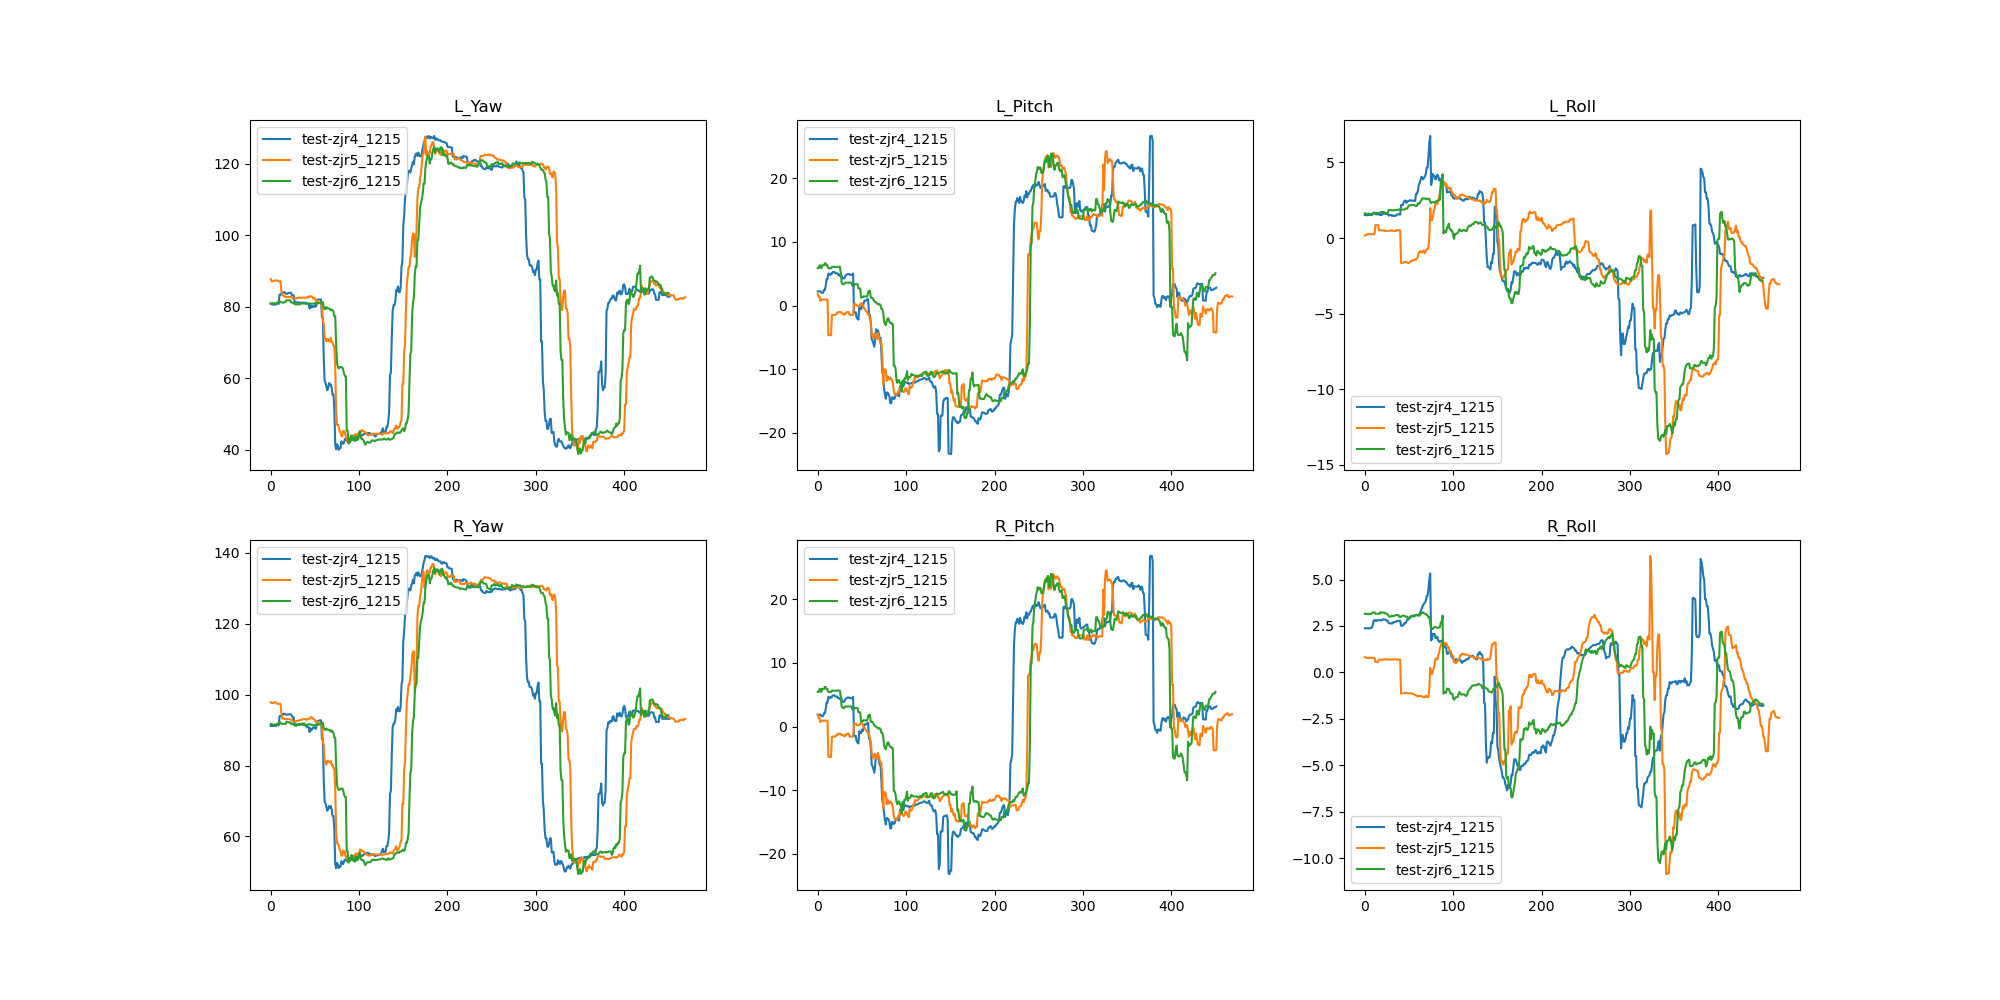 L_Yaw
test-zjr4_1215
test-zjr5_1215
test-zjr6_1215
120
100
80
60
40
0 100 200 300 400
L_Pitch
test-zjr4_1215
test-zjr5_1215
test-zjr6_1215
20
10
0
−10
−20
0 100 200 300 400
L_Roll
5
0
−5
−10
−15
test-zjr4_1215
test-zjr5_1215
test-zjr6_1215
0 100 200 300 400
R_Yaw
test-zjr4_1215
test-zjr5_1215
test-zjr6_1215
140
120
100
80
60
0 100 200 300 400
R_Pitch
test-zjr4_1215
test-zjr5_1215
test-zjr6_1215
20
10
0
−10
−20
0 100 200 300 400
R_Roll
5.0
2.5
0.0
−2.5
−5.0
−7.5
−10.0
test-zjr4_1215
test-zjr5_1215
test-zjr6_1215
0 100 200 300 400